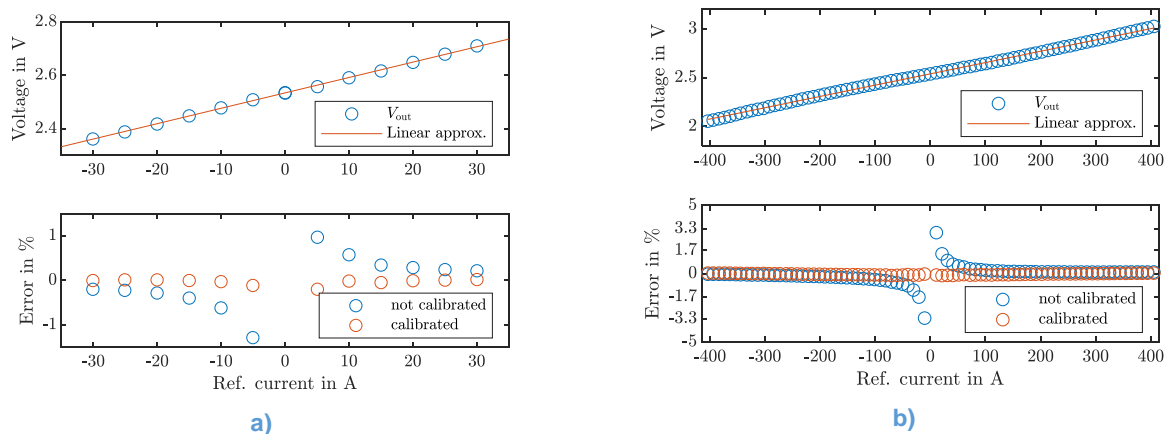 2.8
2.6
2.4
Voltage in V
V_out
Linear approx.
-30 -20 -10 0 10 20 30
1
0
-1
Error in %
not calibrated
calibrated
-30 -20 -10 0 10 20 30
Ref. current in A
a)
3
2.5
2
Voltage in V
V_out
Linear approx.
-400 -300 -200 -100 0 100 200 300 400
5
3.3
1.7
0
-1.7
-3.3
-5
Error in %
not calibrated
calibrated
-400 -300 -200 -100 0 100 200 300 400
Ref. current in A
b)